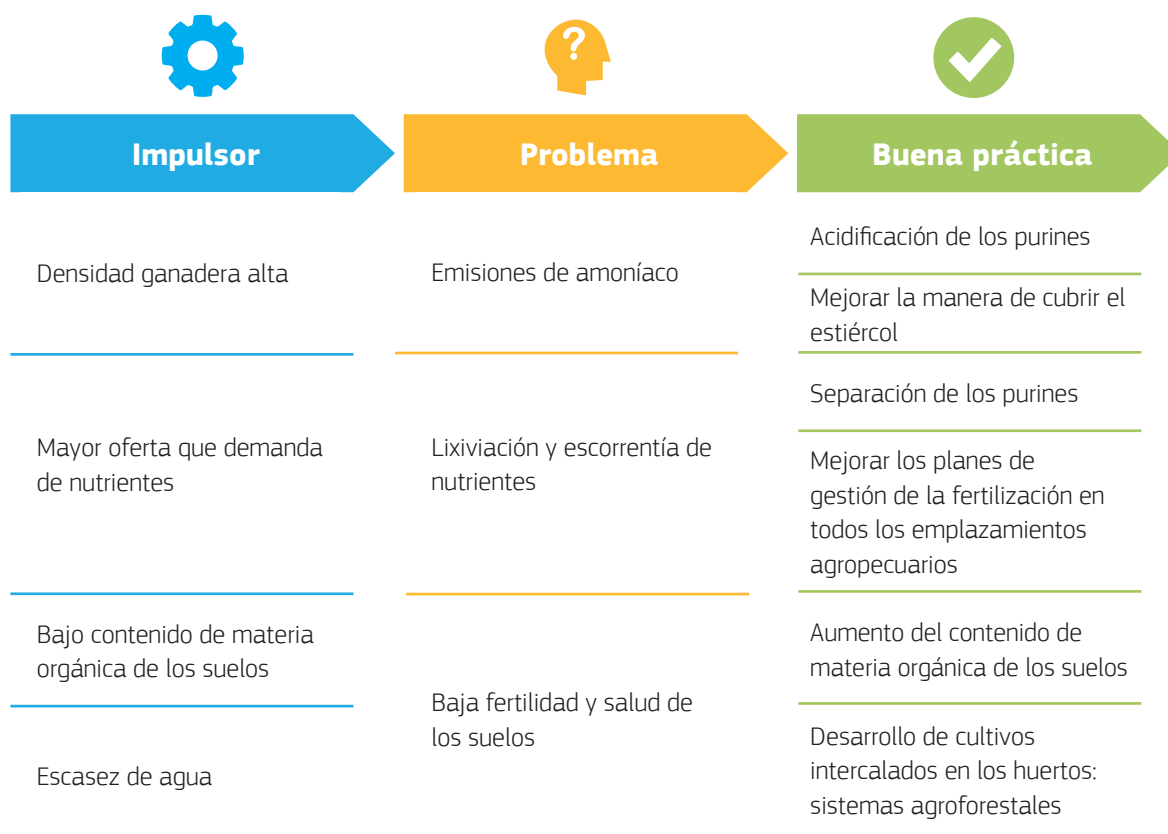 ?
Impulsor
Problema
Buena práctica
Densidad ganadera alta
Emisiones de amoníaco
Acidificación de los purines
Mejorar la manera de cubrir el
estiércol
Mayor oferta que demanda
de nutrientes
Lixiviación y escorrentía de
nutrientes
Separación de los purines
Mejorar los planes de
gestión de la fertilización en
todos los emplazamientos
agropecuarios
Bajo contenido de materia
orgánica de los suelos
Escasez de agua
Baja fertilidad y salud de
los suelos
Aumento del contenido de
materia orgánica de los suelos
Desarrollo de cultivos
intercalados en los huertos:
sistemas agroforestales